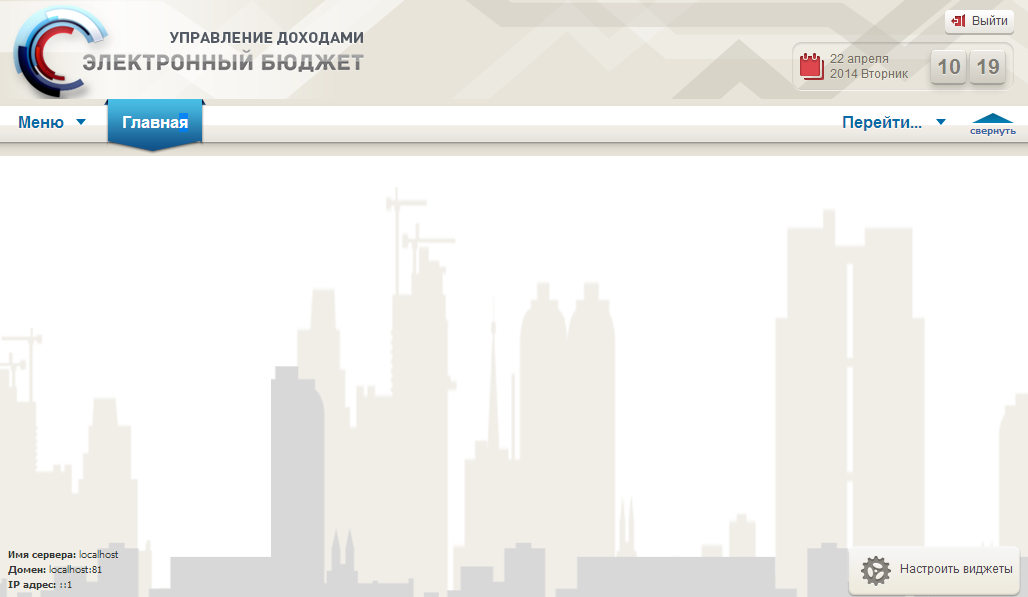 УПРАВЛЕНИЕ ДОХОДАМИ
ЭЛЕКТРОННЫЙ БЮДЖЕТ
Выйти
22 апреля
2014 Вторник
10 19
Меню
Главная
Перейти...
свернуть
Имя сервера: localhost
Домен: localhost:81
IP адрес: ::1
Настроить виджеты